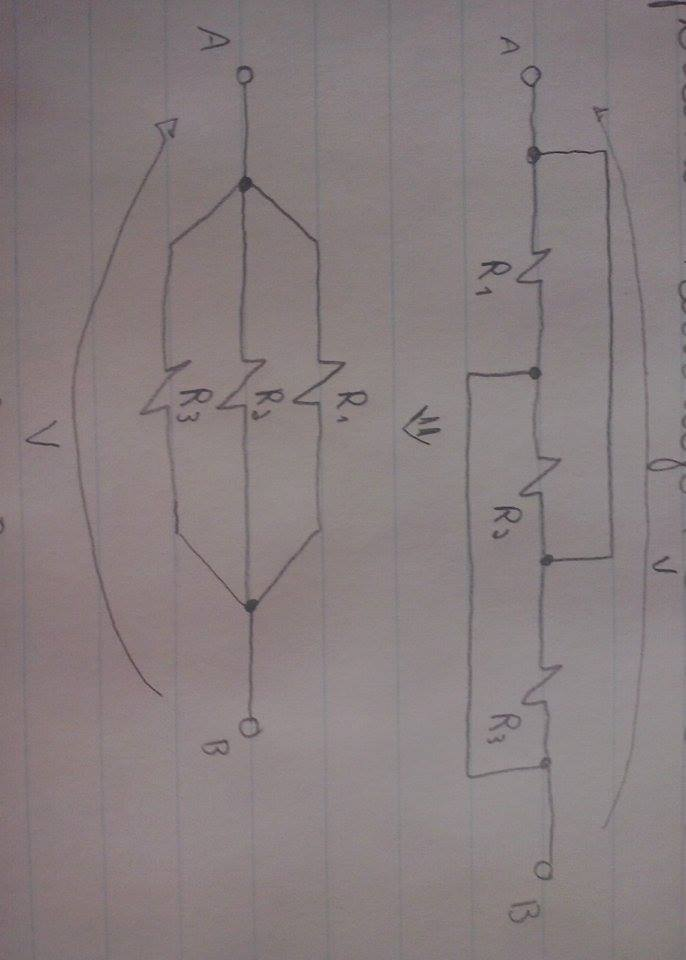 V
A R₁ R₂ R₃ B
R₁
R₂
R₃
A B
V